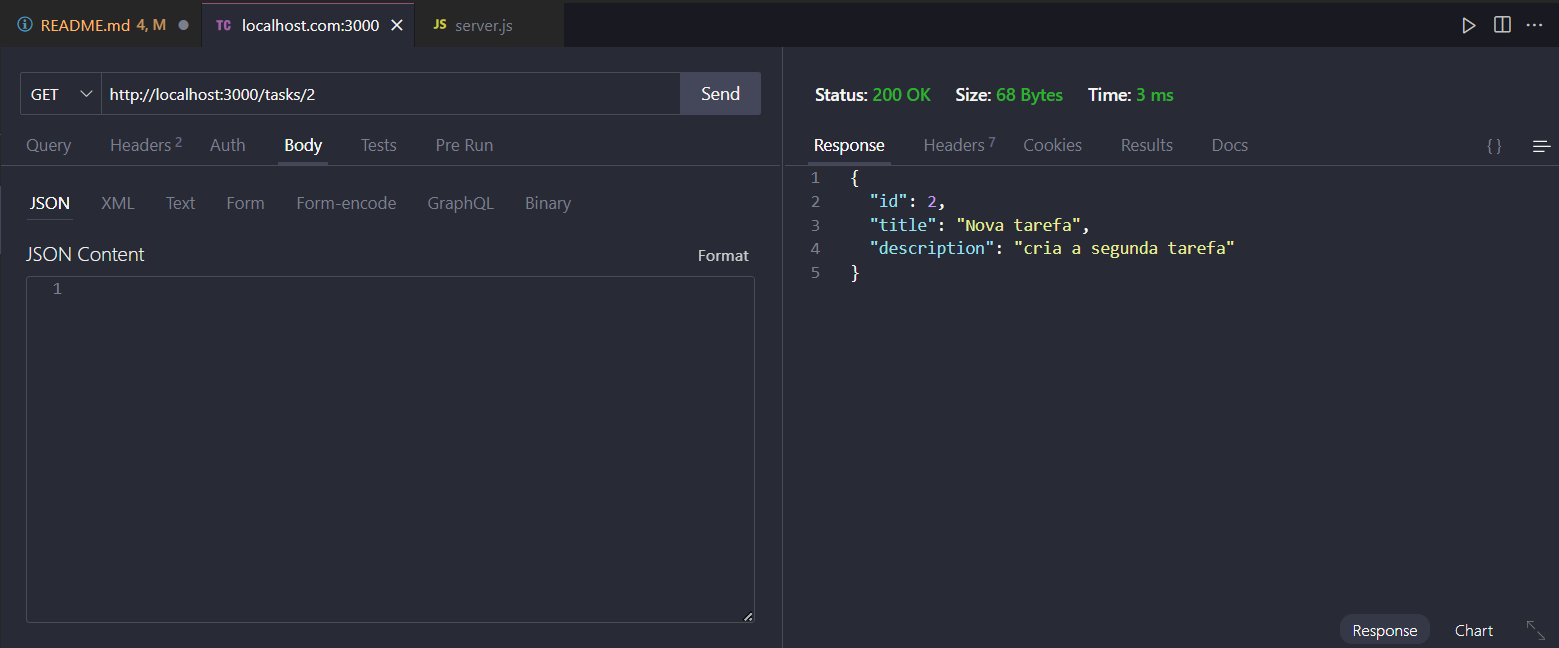 README.md 4, M
TC localhost.com:3000
JS server.js
GET http://localhost:3000/tasks/2 Send
Query Headers 2 Auth Body Tests Pre Run
JSON XML Text Form Form-encode GraphQL Binary
JSON Content Format
1
Status: 200 OK Size: 68 Bytes Time: 3 ms
Response Headers 7 Cookies Results Docs {}
1 {
2 "id": 2,
3 "title": "Nova tarefa",
4 "description": "cria a segunda tarefa"
5 }
Response Chart